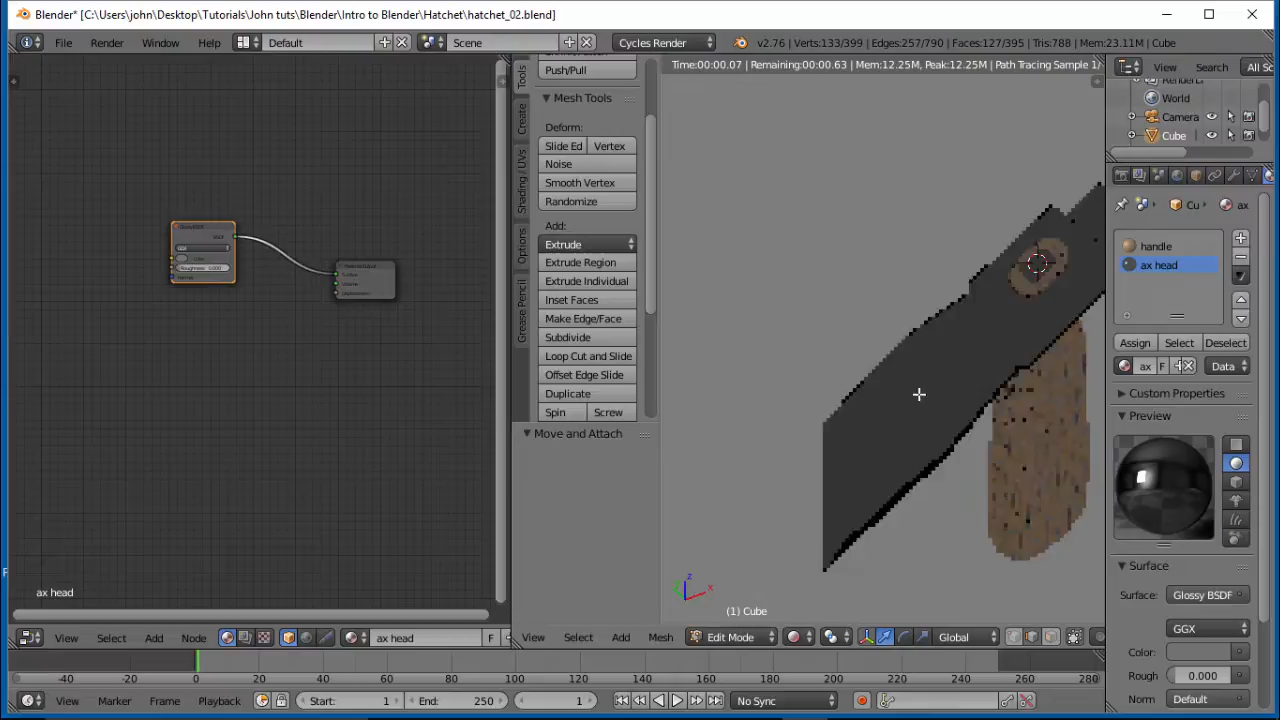 Blender* [C:\Users\john\Desktop\Tutorials\John tuts\Blender\Intro to Blender\Hatchet\hatchet_02.blend]
File Render Window Help Default Scene Cycles Render v2.76 | Verts:133/399 | Edges:257/790 | Faces:127/395 | Tris:788 | Mem:23.11M | Cube
Time:00:00.07 | Remaining:00:00.63 | Mem:12.25M, Peak:12.25M | Path Tracing Sample 1/
View Search All Sc
Tools
Create
Shading / UVs
Options
Grease Pencil
Push/Pull
Mesh Tools
Deform:
Slide Ed Vertex
Noise
Smooth Vertex
Randomize
Add:
Extrude
Extrude Region
Extrude Individual
Inset Faces
Make Edge/Face
Subdivide
Loop Cut and Slide
Offset Edge Slide
Duplicate
Spin Screw
Move and Attach
World
Camera
Cube
Cu ax
handle
ax head
Assign Select Deselect
ax F Data
Custom Properties
Preview
Surface
Surface: Glossy BSDF
GGX
Color:
Rough 0.000
Norm Default
z
x
(1) Cube
ax head
View Select Add Node ax head F
View Select Add Mesh Edit Mode Global
-40 -20 0 20 40 60 80 100 120 140 160 180 200 220 240 260 280
View Marker Frame Playback Start: 1 End: 250 1 No Sync